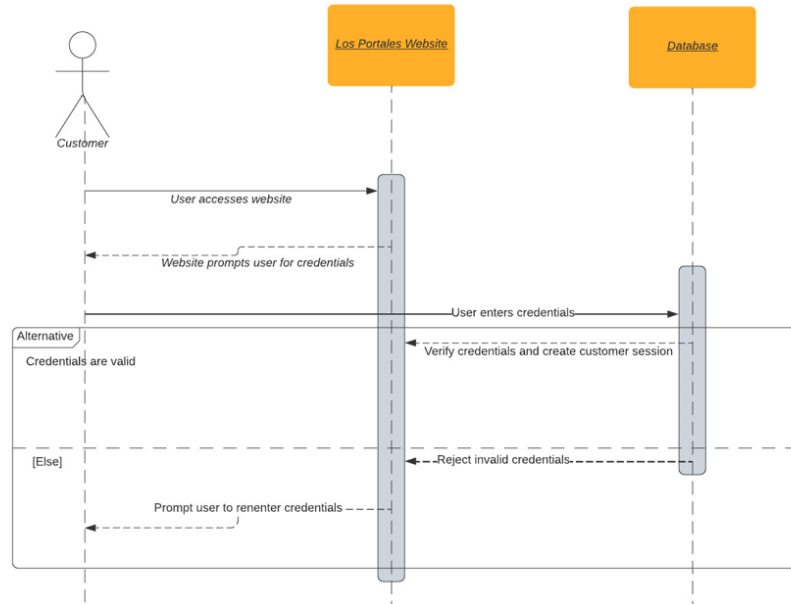 Los Portales Website
Database
Customer
User accesses website
Website prompts user for credentials
User enters credentials
Alternative
Verify credentials and create customer session
Credentials are valid
[Else]
Reject invalid credentials
Prompt user to renenter credentials